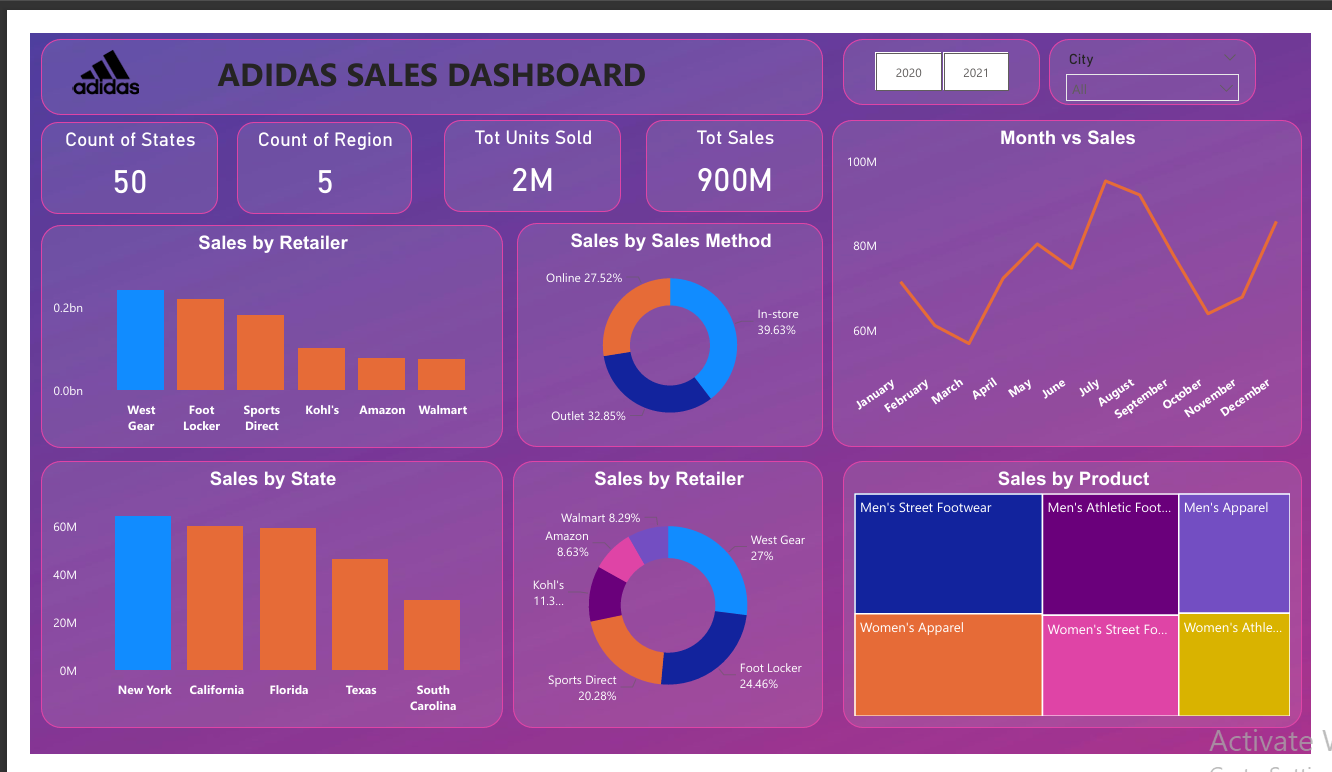 adidas
ADIDAS SALES DASHBOARD
2020
2021
City
All
Count of States
50
Count of Region
5
Tot Units Sold
2M
Tot Sales
900M
Month vs Sales
100M
80M
60M
January
February
March
April
May
June
July
August
September
October
November
December
Sales by Retailer
0.2bn
0.0bn
West
Gear
Foot
Locker
Sports
Direct
Kohl's
Amazon
Walmart
Sales by Sales Method
Online 27.52%
In-store
39.63%
Outlet 32.85%
Sales by State
60M
40M
20M
0M
New York
California
Florida
Texas
South
Carolina
Sales by Retailer
Walmart 8.29%
Amazon
8.63%
Kohl's
11.3...
Sports Direct
20.28%
West Gear
27%
Foot Locker
24.46%
Sales by Product
Men's Street Footwear
Men's Athletic Foot...
Men's Apparel
Women's Apparel
Women's Street Fo...
Women's Athle...
Activate